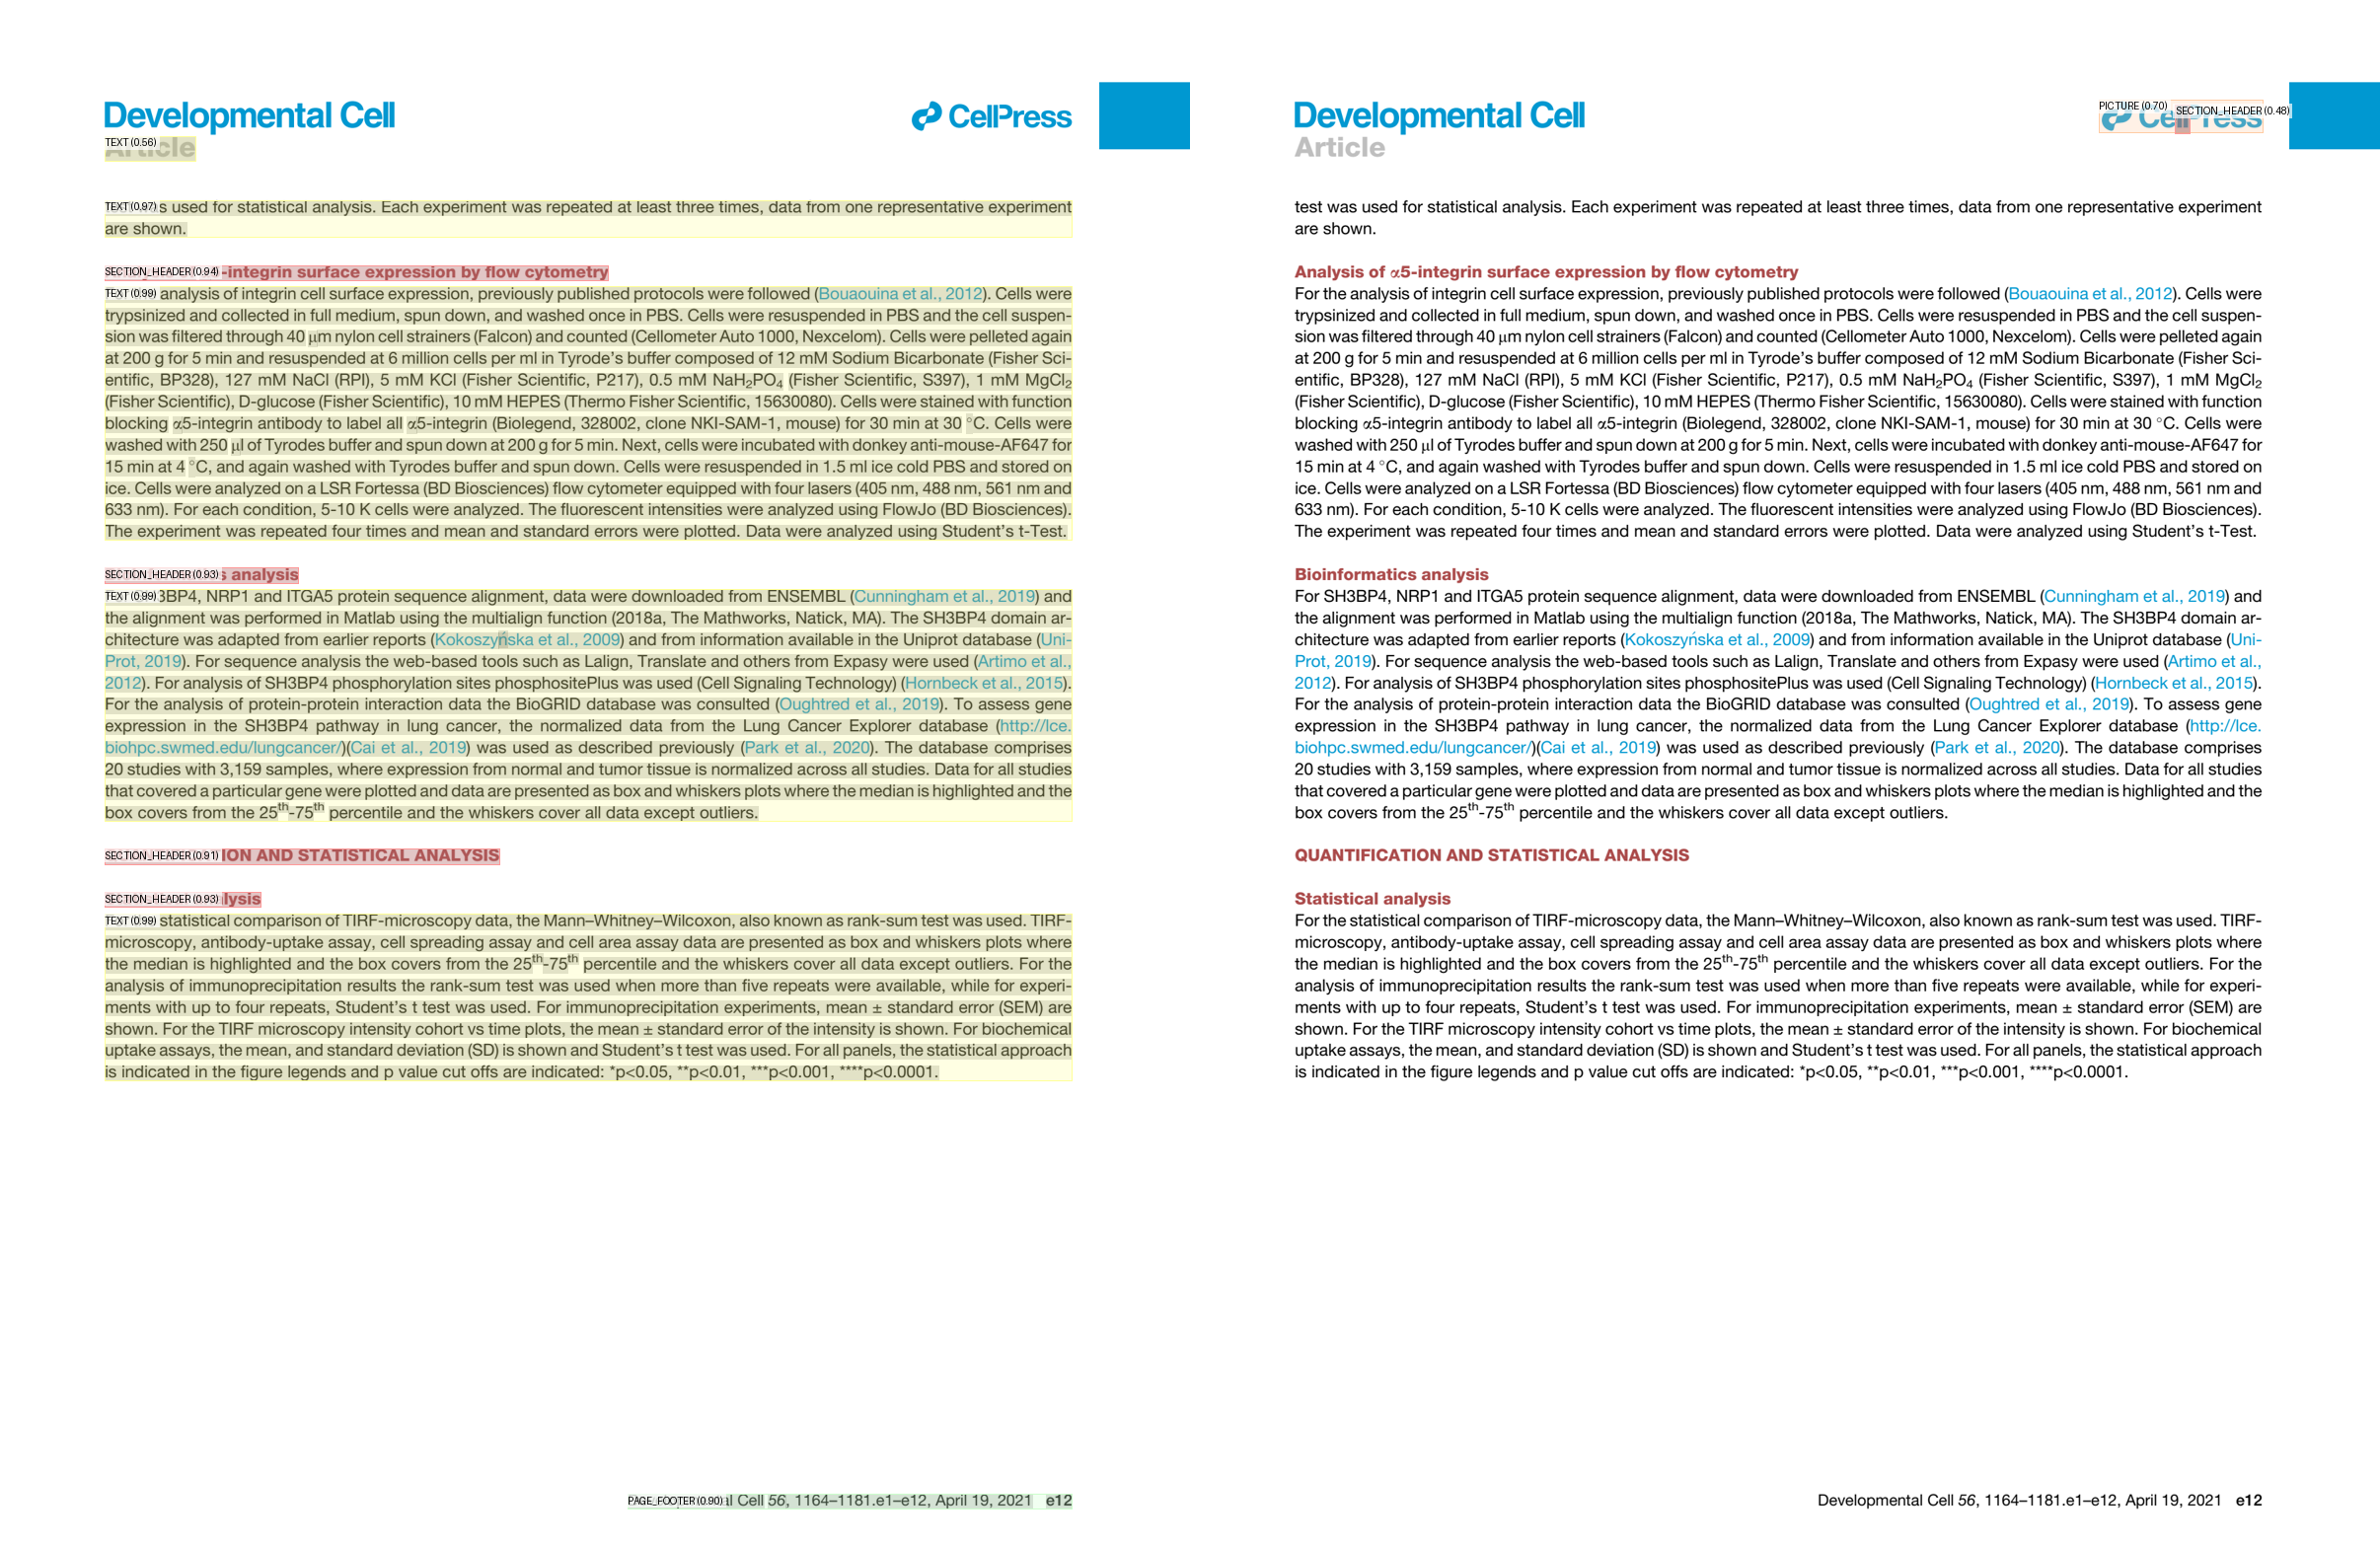 Developmental Cell
CellPress
TEXT (0.56)
Article
TEXT (0.97) s used for statistical analysis. Each experiment was repeated at least three times, data from one representative experiment
are shown.
SECTION_HEADER (0.94) -integrin surface expression by flow cytometry
TEXT (0.99) analysis of integrin cell surface expression, previously published protocols were followed (Bouaouina et al., 2012). Cells were
trypsinized and collected in full medium, spun down, and washed once in PBS. Cells were resuspended in PBS and the cell suspen-
sion was filtered through 40 μm nylon cell strainers (Falcon) and counted (Cellometer Auto 1000, Nexcelom). Cells were pelleted again
at 200 g for 5 min and resuspended at 6 million cells per ml in Tyrode's buffer composed of 12 mM Sodium Bicarbonate (Fisher Sci-
entific, BP328), 127 mM NaCl (RPI), 5 mM KCl (Fisher Scientific, P217), 0.5 mM NaH₂PO₄ (Fisher Scientific, S397), 1 mM MgCl₂
(Fisher Scientific), D-glucose (Fisher Scientific), 10 mM HEPES (Thermo Fisher Scientific, 15630080). Cells were stained with function
blocking α5-integrin antibody to label all α5-integrin (Biolegend, 328002, clone NKI-SAM-1, mouse) for 30 min at 30 °C. Cells were
washed with 250 μl of Tyrodes buffer and spun down at 200 g for 5 min. Next, cells were incubated with donkey anti-mouse-AF647 for
15 min at 4 °C, and again washed with Tyrodes buffer and spun down. Cells were resuspended in 1.5 ml ice cold PBS and stored on
ice. Cells were analyzed on a LSR Fortessa (BD Biosciences) flow cytometer equipped with four lasers (405 nm, 488 nm, 561 nm and
633 nm). For each condition, 5-10 K cells were analyzed. The fluorescent intensities were analyzed using FlowJo (BD Biosciences).
The experiment was repeated four times and mean and standard errors were plotted. Data were analyzed using Student's t-Test.
SECTION_HEADER (0.93) s analysis
TEXT (0.99) 3BP4, NRP1 and ITGA5 protein sequence alignment, data were downloaded from ENSEMBL (Cunningham et al., 2019) and
the alignment was performed in Matlab using the multialign function (2018a, The Mathworks, Natick, MA). The SH3BP4 domain ar-
chitecture was adapted from earlier reports (Kokoszyńska et al., 2009) and from information available in the Uniprot database (Uni-
Prot, 2019). For sequence analysis the web-based tools such as Lalign, Translate and others from Expasy were used (Artimo et al.,
2012). For analysis of SH3BP4 phosphorylation sites phosphositePlus was used (Cell Signaling Technology) (Hornbeck et al., 2015).
For the analysis of protein-protein interaction data the BioGRID database was consulted (Oughtred et al., 2019). To assess gene
expression in the SH3BP4 pathway in lung cancer, the normalized data from the Lung Cancer Explorer database (http://lce.
biohpc.swmed.edu/lungcancer/)(Cai et al., 2019) was used as described previously (Park et al., 2020). The database comprises
20 studies with 3,159 samples, where expression from normal and tumor tissue is normalized across all studies. Data for all studies
that covered a particular gene were plotted and data are presented as box and whiskers plots where the median is highlighted and the
box covers from the 25th-75th percentile and the whiskers cover all data except outliers.
SECTION_HEADER (0.91) ION AND STATISTICAL ANALYSIS
SECTION_HEADER (0.93) lysis
TEXT (0.99) statistical comparison of TIRF-microscopy data, the Mann–Whitney–Wilcoxon, also known as rank-sum test was used. TIRF-
microscopy, antibody-uptake assay, cell spreading assay and cell area assay data are presented as box and whiskers plots where
the median is highlighted and the box covers from the 25th-75th percentile and the whiskers cover all data except outliers. For the
analysis of immunoprecipitation results the rank-sum test was used when more than five repeats were available, while for experi-
ments with up to four repeats, Student's t test was used. For immunoprecipitation experiments, mean ± standard error (SEM) are
shown. For the TIRF microscopy intensity cohort vs time plots, the mean ± standard error of the intensity is shown. For biochemical
uptake assays, the mean, and standard deviation (SD) is shown and Student's t test was used. For all panels, the statistical approach
is indicated in the figure legends and p value cut offs are indicated: *p<0.05, **p<0.01, ***p<0.001, ****p<0.0001.
PAGE_FOOTER (0.90) al Cell 56, 1164–1181.e1–e12, April 19, 2021 e12
Developmental Cell
PICTURE (0.70) SECTION_HEADER (0.48)
CellPress
Article
test was used for statistical analysis. Each experiment was repeated at least three times, data from one representative experiment
are shown.
Analysis of α5-integrin surface expression by flow cytometry
For the analysis of integrin cell surface expression, previously published protocols were followed (Bouaouina et al., 2012). Cells were
trypsinized and collected in full medium, spun down, and washed once in PBS. Cells were resuspended in PBS and the cell suspen-
sion was filtered through 40 μm nylon cell strainers (Falcon) and counted (Cellometer Auto 1000, Nexcelom). Cells were pelleted again
at 200 g for 5 min and resuspended at 6 million cells per ml in Tyrode's buffer composed of 12 mM Sodium Bicarbonate (Fisher Sci-
entific, BP328), 127 mM NaCl (RPI), 5 mM KCl (Fisher Scientific, P217), 0.5 mM NaH₂PO₄ (Fisher Scientific, S397), 1 mM MgCl₂
(Fisher Scientific), D-glucose (Fisher Scientific), 10 mM HEPES (Thermo Fisher Scientific, 15630080). Cells were stained with function
blocking α5-integrin antibody to label all α5-integrin (Biolegend, 328002, clone NKI-SAM-1, mouse) for 30 min at 30 °C. Cells were
washed with 250 μl of Tyrodes buffer and spun down at 200 g for 5 min. Next, cells were incubated with donkey anti-mouse-AF647 for
15 min at 4 °C, and again washed with Tyrodes buffer and spun down. Cells were resuspended in 1.5 ml ice cold PBS and stored on
ice. Cells were analyzed on a LSR Fortessa (BD Biosciences) flow cytometer equipped with four lasers (405 nm, 488 nm, 561 nm and
633 nm). For each condition, 5-10 K cells were analyzed. The fluorescent intensities were analyzed using FlowJo (BD Biosciences).
The experiment was repeated four times and mean and standard errors were plotted. Data were analyzed using Student's t-Test.
Bioinformatics analysis
For SH3BP4, NRP1 and ITGA5 protein sequence alignment, data were downloaded from ENSEMBL (Cunningham et al., 2019) and
the alignment was performed in Matlab using the multialign function (2018a, The Mathworks, Natick, MA). The SH3BP4 domain ar-
chitecture was adapted from earlier reports (Kokoszyńska et al., 2009) and from information available in the Uniprot database (Uni-
Prot, 2019). For sequence analysis the web-based tools such as Lalign, Translate and others from Expasy were used (Artimo et al.,
2012). For analysis of SH3BP4 phosphorylation sites phosphositePlus was used (Cell Signaling Technology) (Hornbeck et al., 2015).
For the analysis of protein-protein interaction data the BioGRID database was consulted (Oughtred et al., 2019). To assess gene
expression in the SH3BP4 pathway in lung cancer, the normalized data from the Lung Cancer Explorer database (http://lce.
biohpc.swmed.edu/lungcancer/)(Cai et al., 2019) was used as described previously (Park et al., 2020). The database comprises
20 studies with 3,159 samples, where expression from normal and tumor tissue is normalized across all studies. Data for all studies
that covered a particular gene were plotted and data are presented as box and whiskers plots where the median is highlighted and the
box covers from the 25th-75th percentile and the whiskers cover all data except outliers.
QUANTIFICATION AND STATISTICAL ANALYSIS
Statistical analysis
For the statistical comparison of TIRF-microscopy data, the Mann–Whitney–Wilcoxon, also known as rank-sum test was used. TIRF-
microscopy, antibody-uptake assay, cell spreading assay and cell area assay data are presented as box and whiskers plots where
the median is highlighted and the box covers from the 25th-75th percentile and the whiskers cover all data except outliers. For the
analysis of immunoprecipitation results the rank-sum test was used when more than five repeats were available, while for experi-
ments with up to four repeats, Student's t test was used. For immunoprecipitation experiments, mean ± standard error (SEM) are
shown. For the TIRF microscopy intensity cohort vs time plots, the mean ± standard error of the intensity is shown. For biochemical
uptake assays, the mean, and standard deviation (SD) is shown and Student's t test was used. For all panels, the statistical approach
is indicated in the figure legends and p value cut offs are indicated: *p<0.05, **p<0.01, ***p<0.001, ****p<0.0001.
Developmental Cell 56, 1164–1181.e1–e12, April 19, 2021 e12